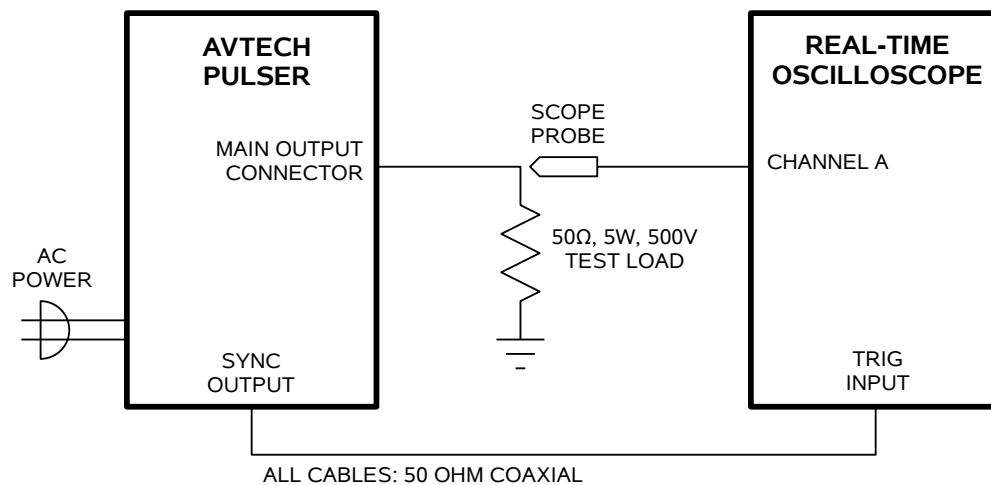 AVTECH
PULSER
REAL-TIME
OSCILLOSCOPE
SCOPE
PROBE
MAIN OUTPUT
CONNECTOR
CHANNEL A
50Ω, 5W, 500V
TEST LOAD
AC
POWER
SYNC
OUTPUT
TRIG
INPUT
ALL CABLES: 50 OHM COAXIAL